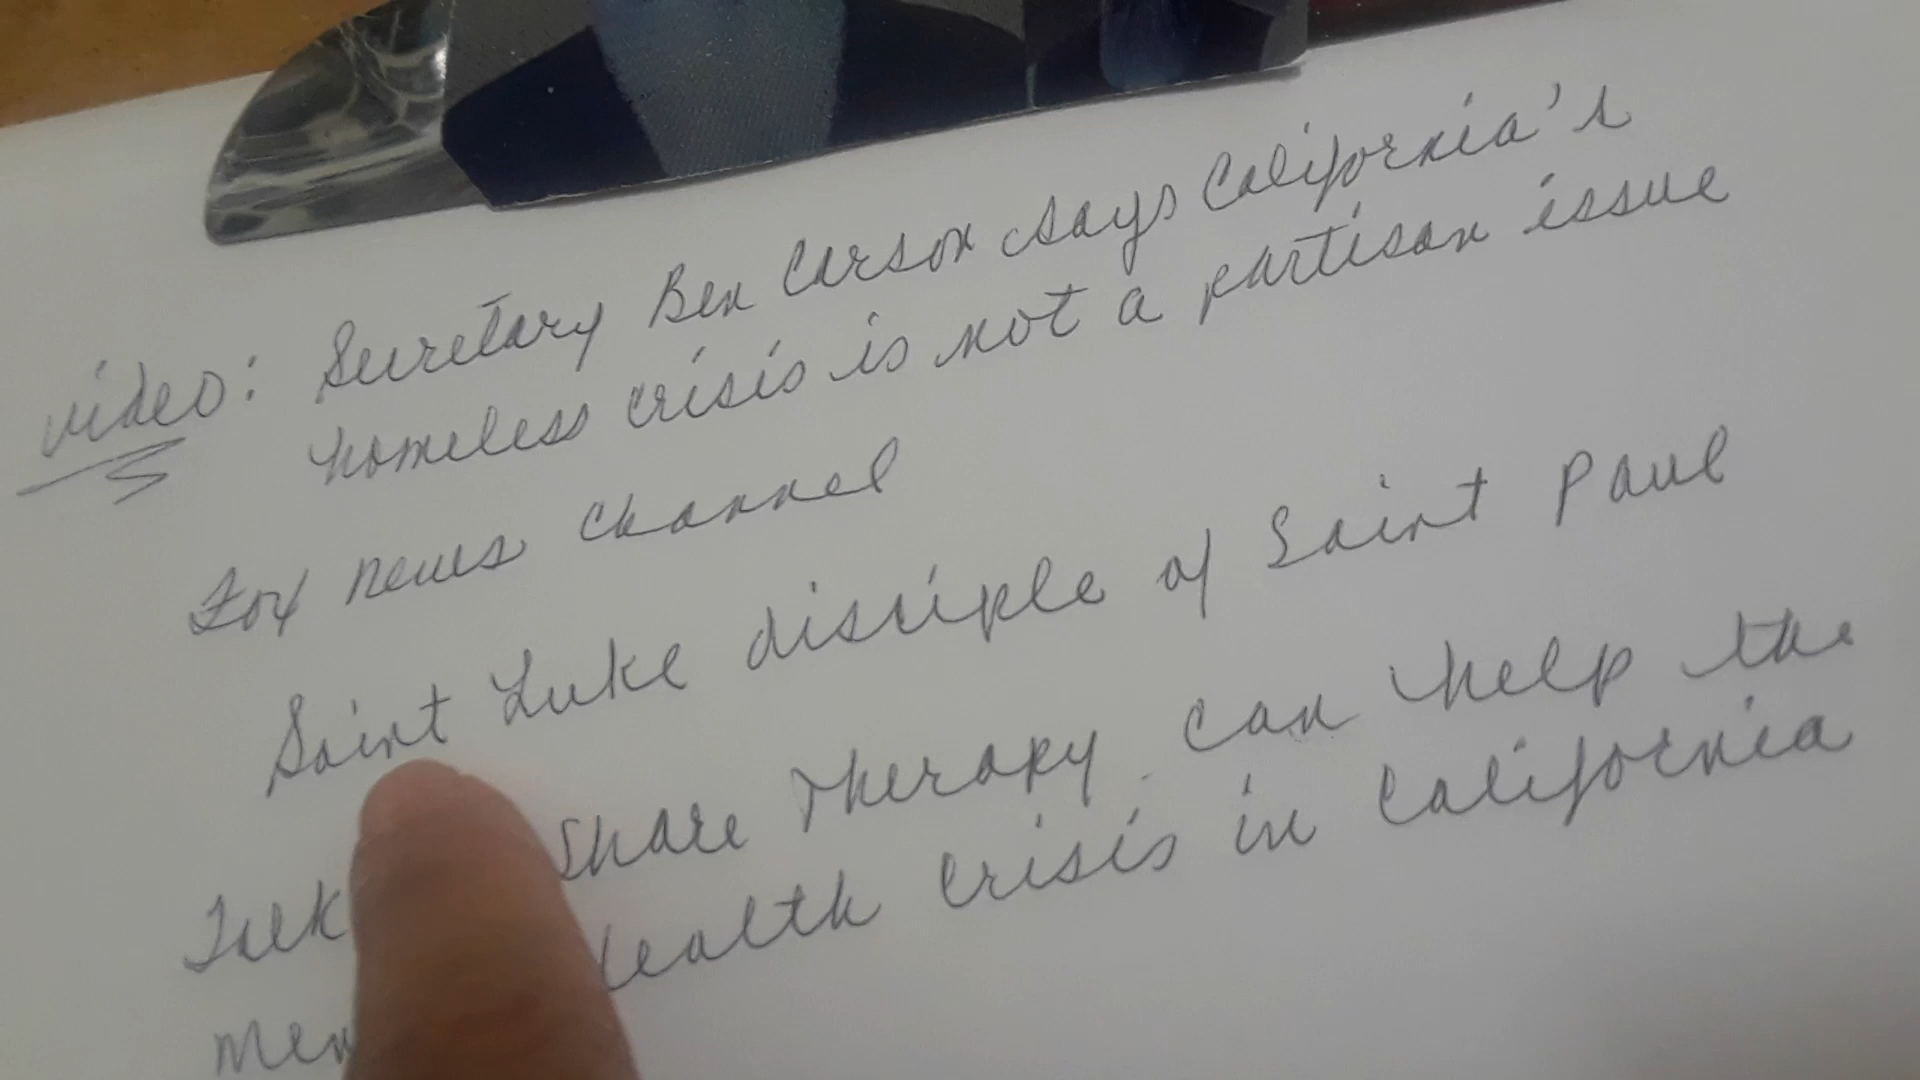 video: Secretary Ben Carson says California's
homeless crisis is not a partisan issue
Fox news Channel
Saint Luke disciple of Saint Paul
Share Therapy can help the
crisis in California